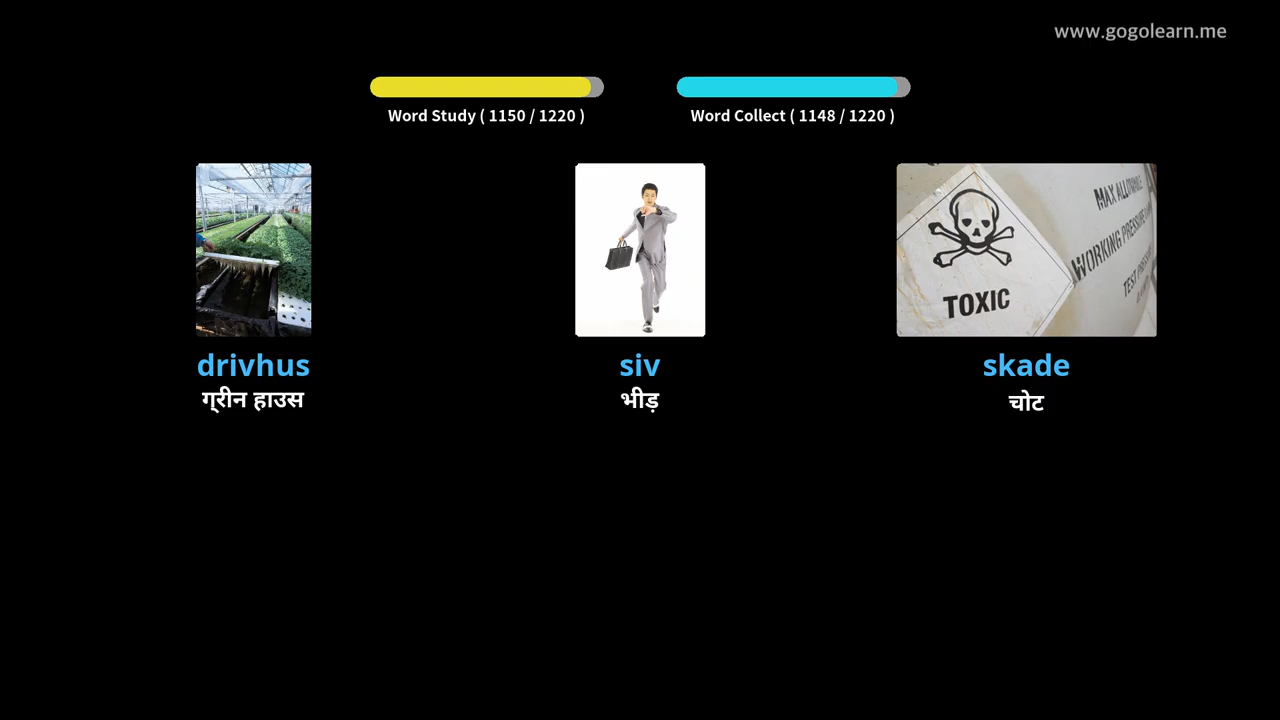 www.gogolearn.me
Word Study ( 1150 / 1220 )
Word Collect ( 1148 / 1220 )
MAX ALLOWABLE
WORKING PRESSURE
TEST
TOXIC
drivhus
siv
skade
ग्रीन हाउस
भीड़
चोट